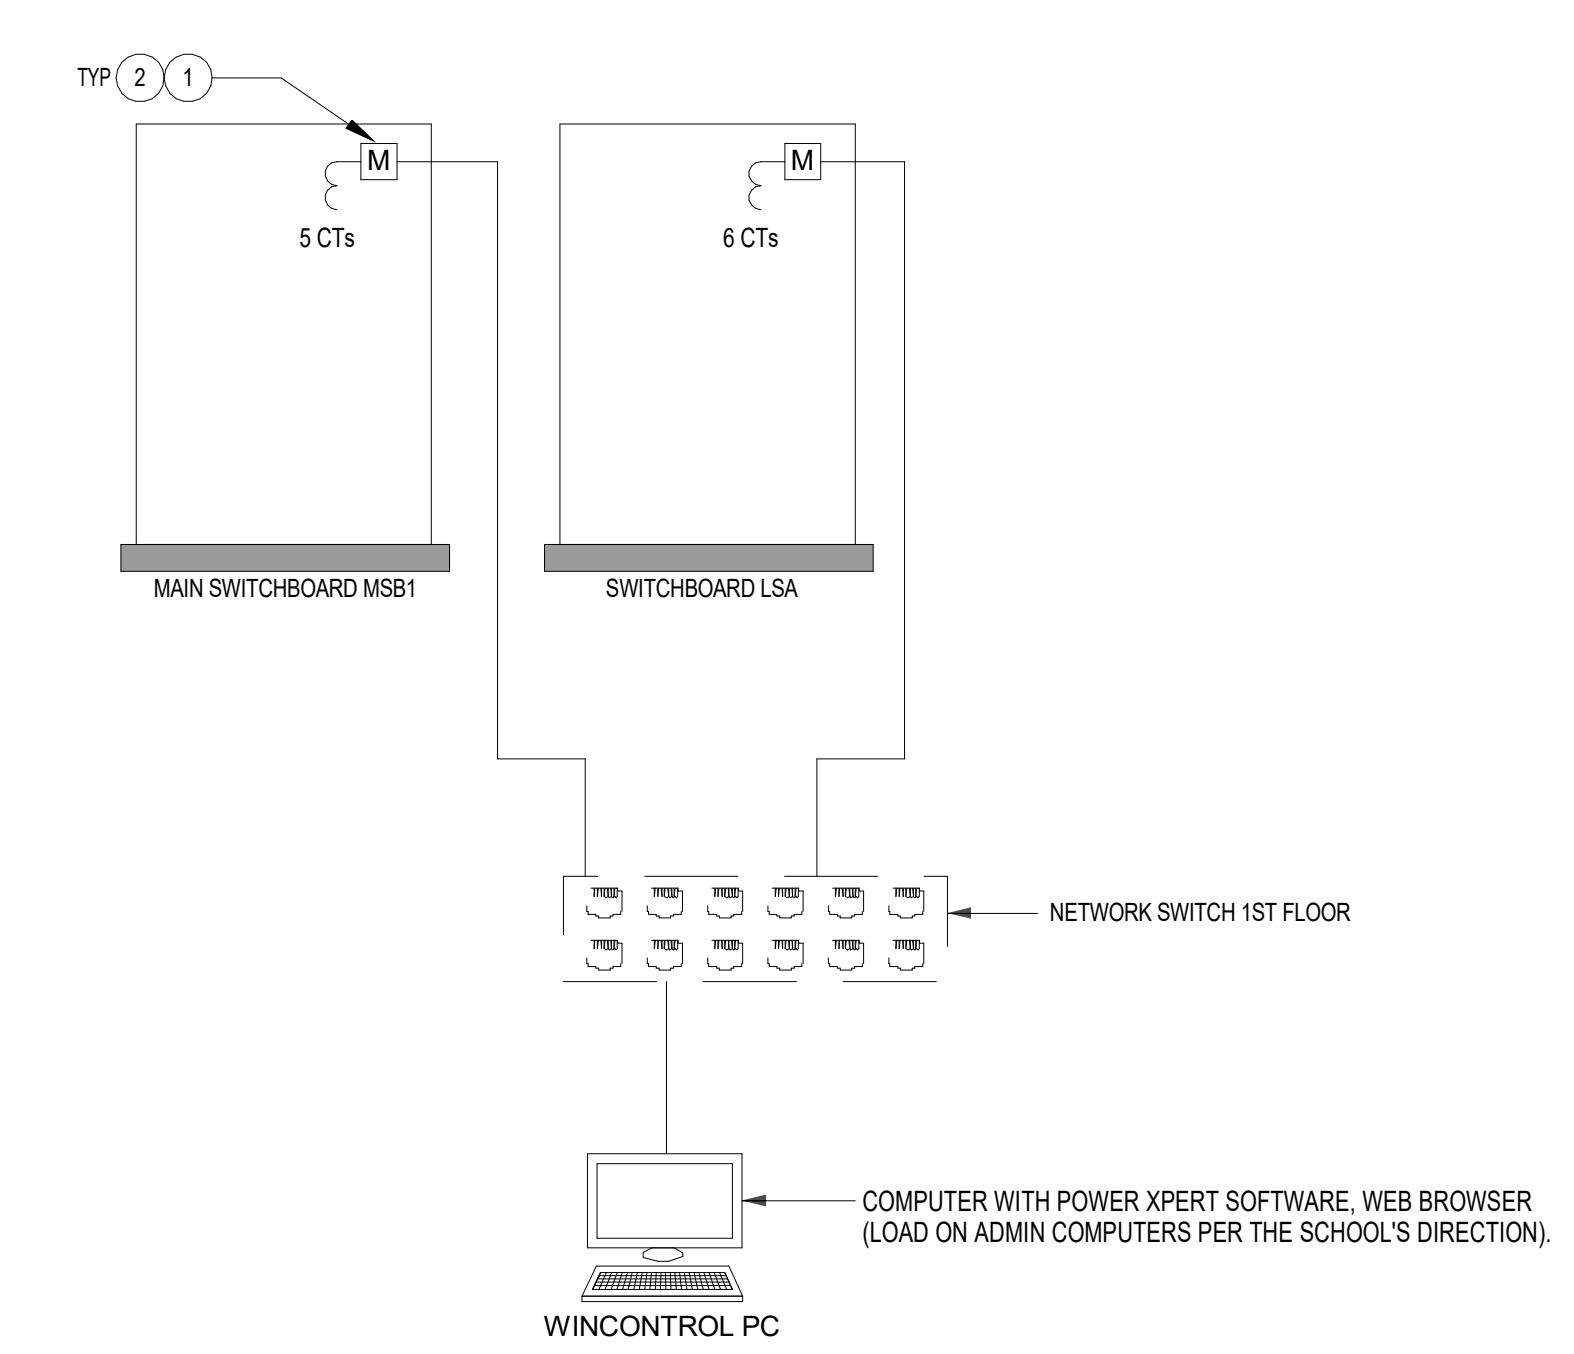 TYP 2 1
M
M
5 CTs
6 CTs
MAIN SWITCHBOARD MSB1
SWITCHBOARD LSA
NETWORK SWITCH 1ST FLOOR
COMPUTER WITH POWER XPERT SOFTWARE, WEB BROWSER
(LOAD ON ADMIN COMPUTERS PER THE SCHOOL'S DIRECTION).
WINCONTROL PC